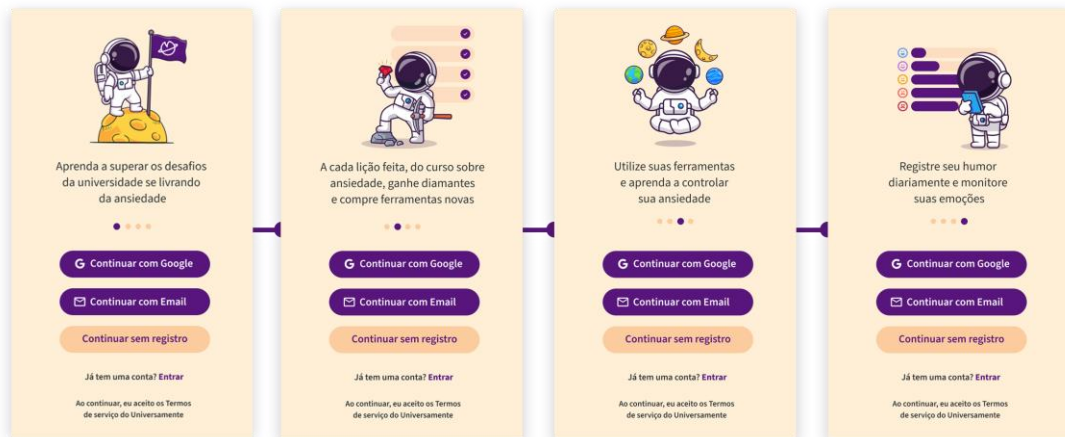 Aprenda a superar os desafios
da universidade se livrando
da ansiedade
G Continuar com Google
Continuar com Email
Continuar sem registro
Já tem uma conta? Entrar
Ao continuar, eu aceito os Termos
de serviço do Universamente
A cada lição feita, do curso sobre
ansiedade, ganhe diamantes
e compre ferramentas novas
G Continuar com Google
Continuar com Email
Continuar sem registro
Já tem uma conta? Entrar
Ao continuar, eu aceito os Termos
de serviço do Universamente
Utilize suas ferramentas
e aprenda a controlar
sua ansiedade
G Continuar com Google
Continuar com Email
Continuar sem registro
Já tem uma conta? Entrar
Ao continuar, eu aceito os Termos
de serviço do Universamente
Registre seu humor
diariamente e monitore
suas emoções
G Continuar com Google
Continuar com Email
Continuar sem registro
Já tem uma conta? Entrar
Ao continuar, eu aceito os Termos
de serviço do Universamente